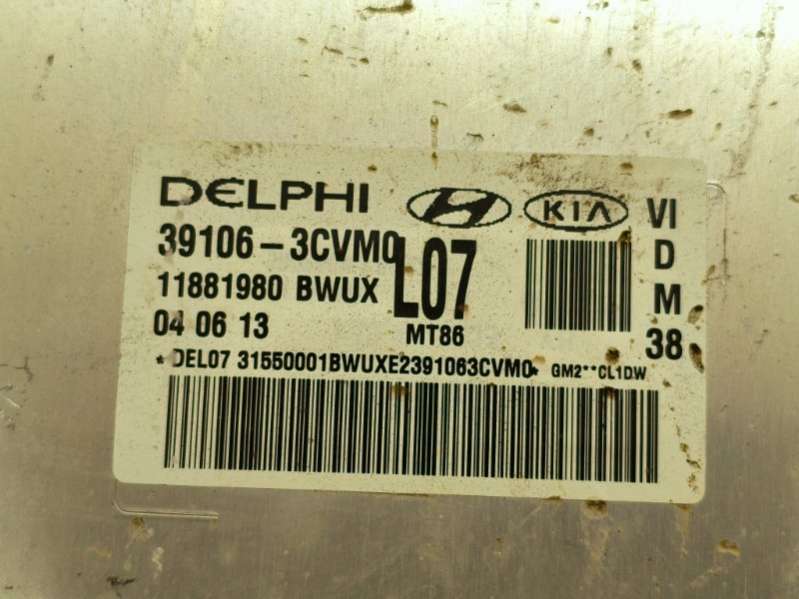 DELPHI KIA VI
39106-3CVM0 L07 D
11881980 BWUX M
04 06 13 MT86 38
*DEL07 31550001BWUXE2391063CVM0* GM2**CL1DW